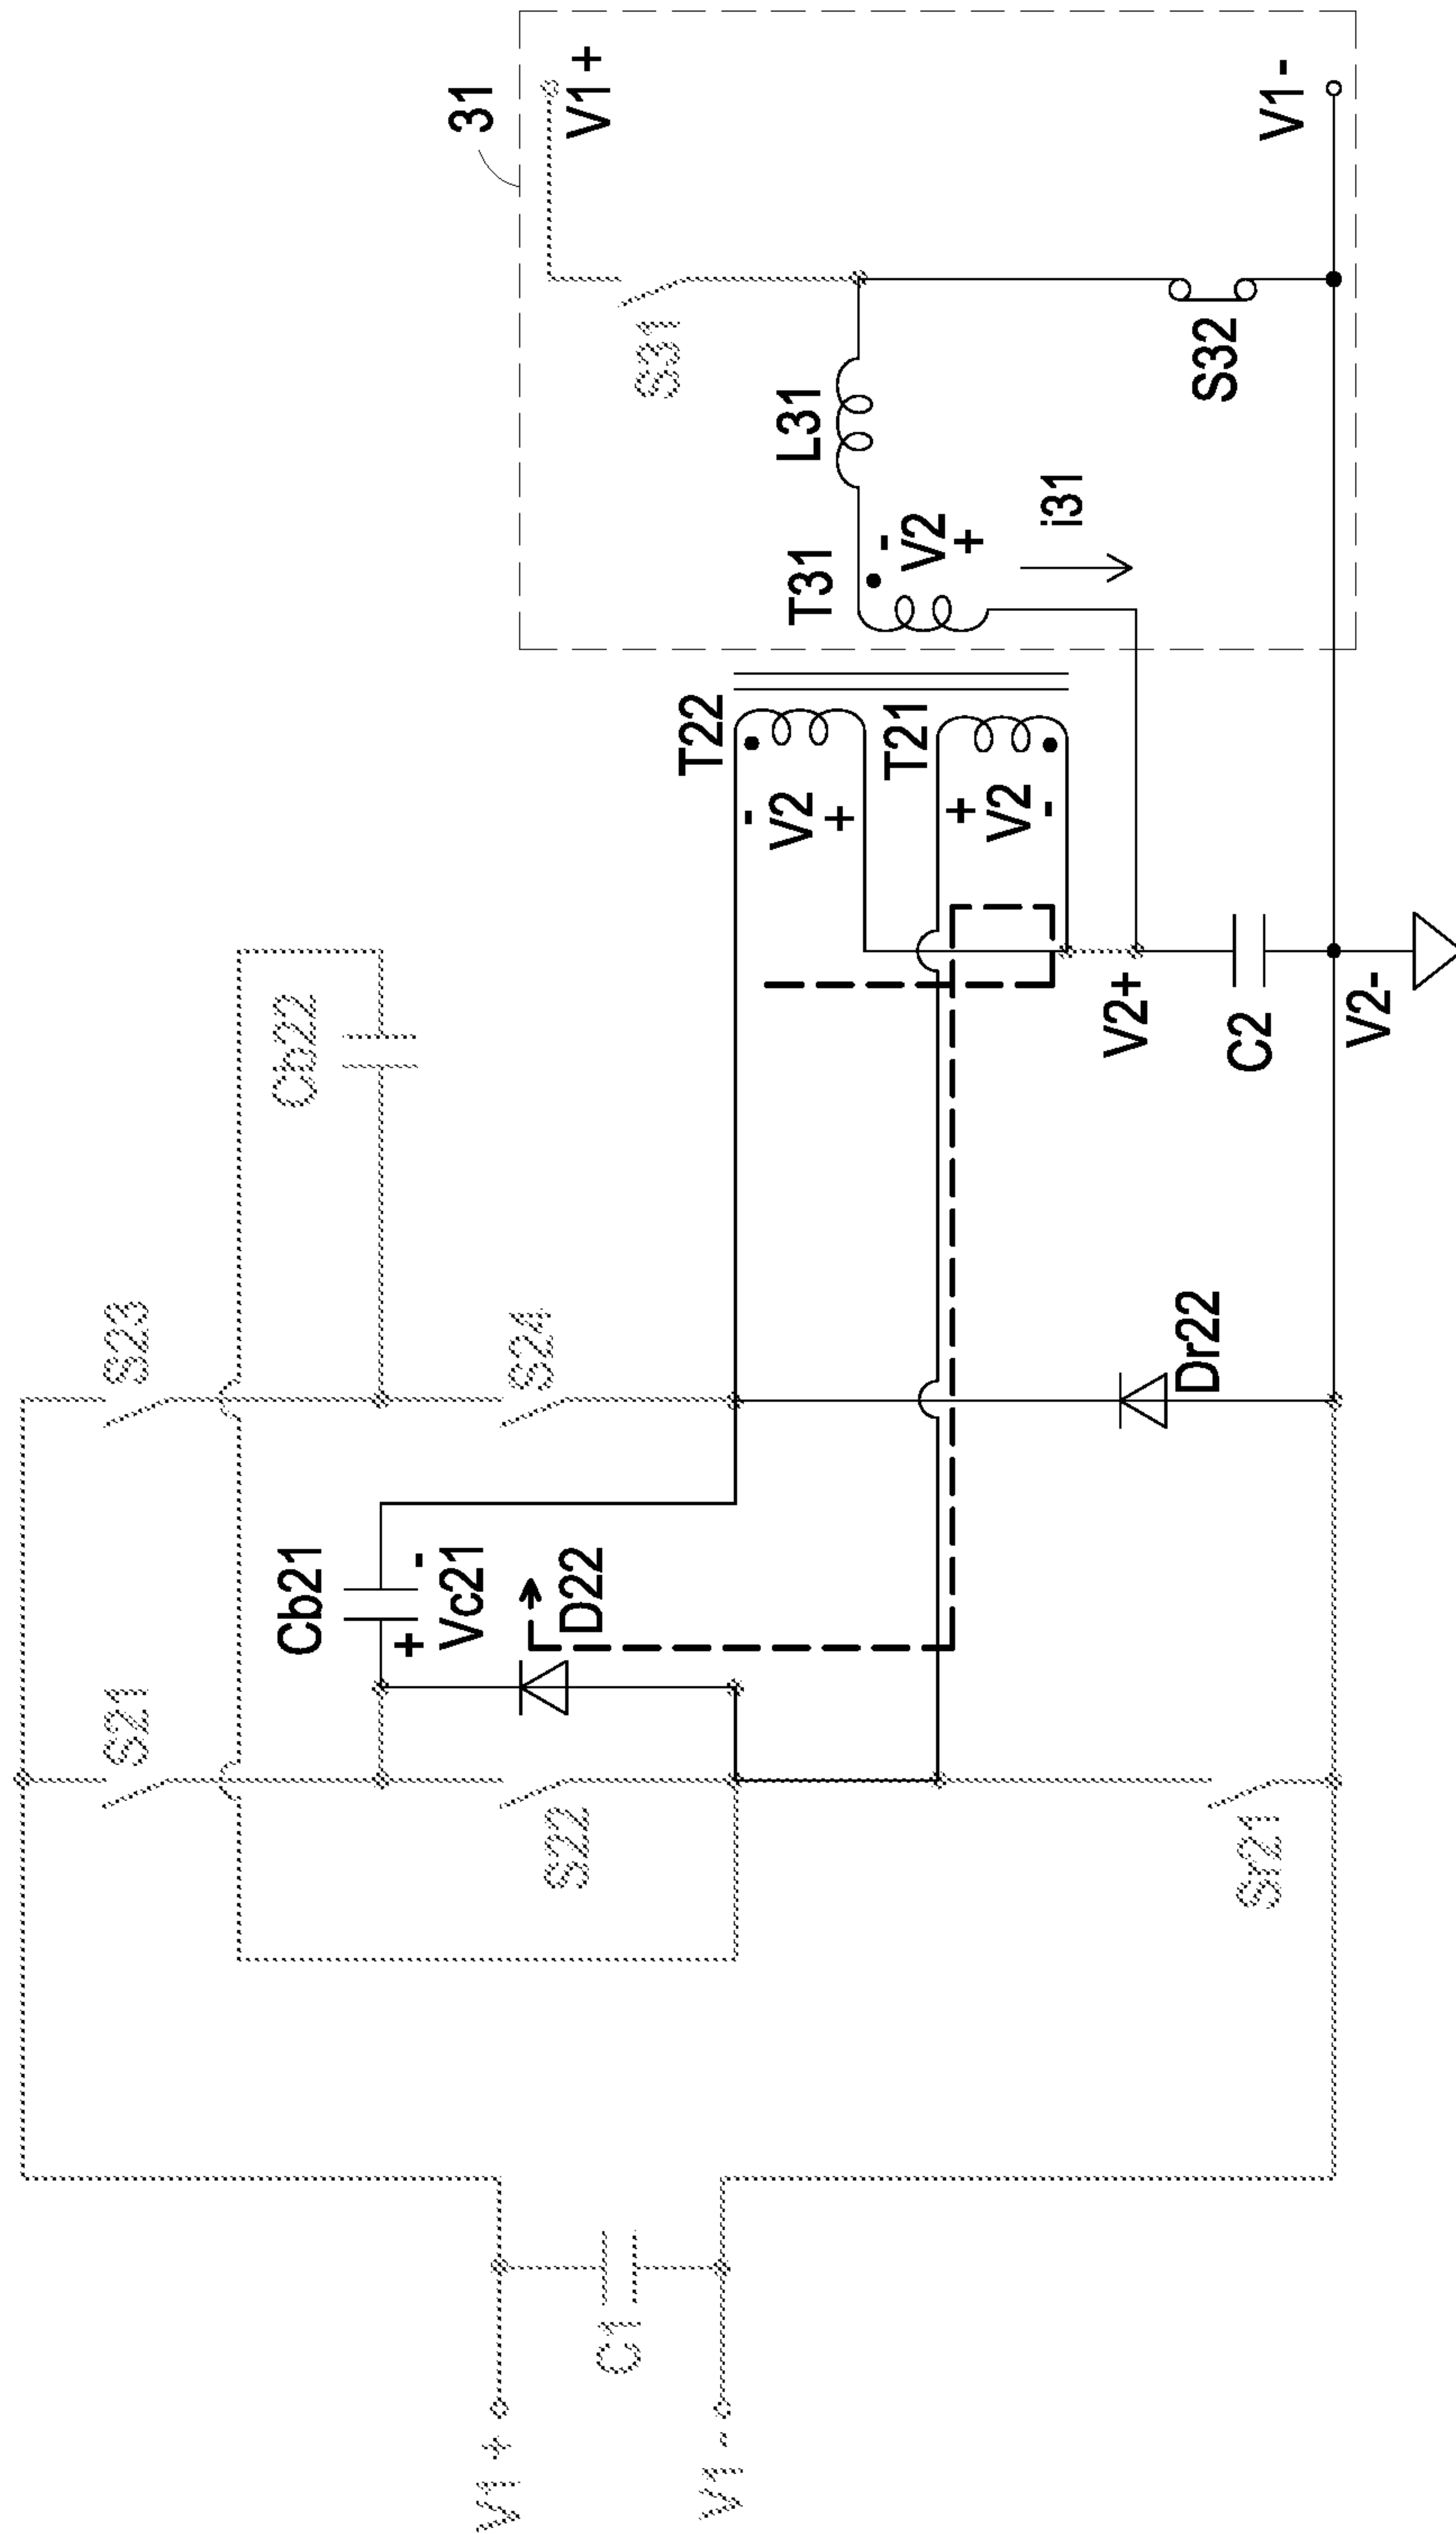 31
V1+
S31
V1-
S32
L31
T31
-
V2
+
i31
T22
-
V2
+
T21
+
V2
-
V2+
C2
V2-
Cb22
S23
S24
Dr22
Cb21
+
Vc21
-
D22
S21
S22
Sr21
C1
V1 +
V1 -